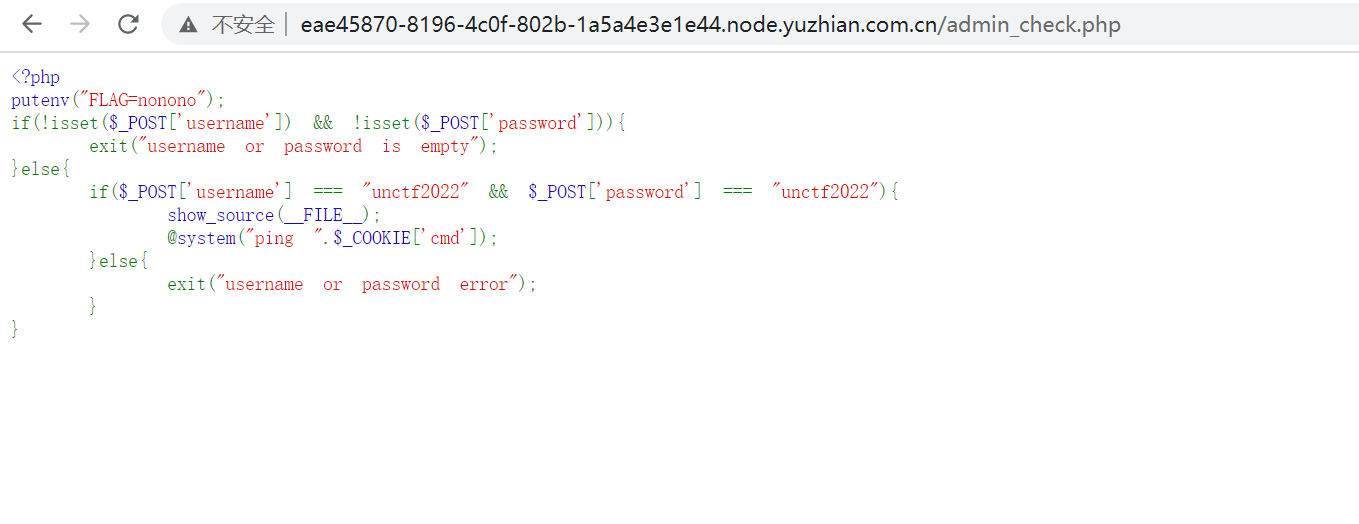 不安全 | eae45870-8196-4c0f-802b-1a5a4e3e1e44.node.yuzhian.com.cn/admin_check.php
<?php
putenv("FLAG=nonono");
if(!isset($_POST['username']) && !isset($_POST['password'])){
        exit("username or password is empty");
}else{
        if($_POST['username'] === "unctf2022" && $_POST['password'] === "unctf2022"){
                show_source(__FILE__);
                @system("ping ".$_COOKIE['cmd']);
        }else{
                exit("username or password error");
        }
}